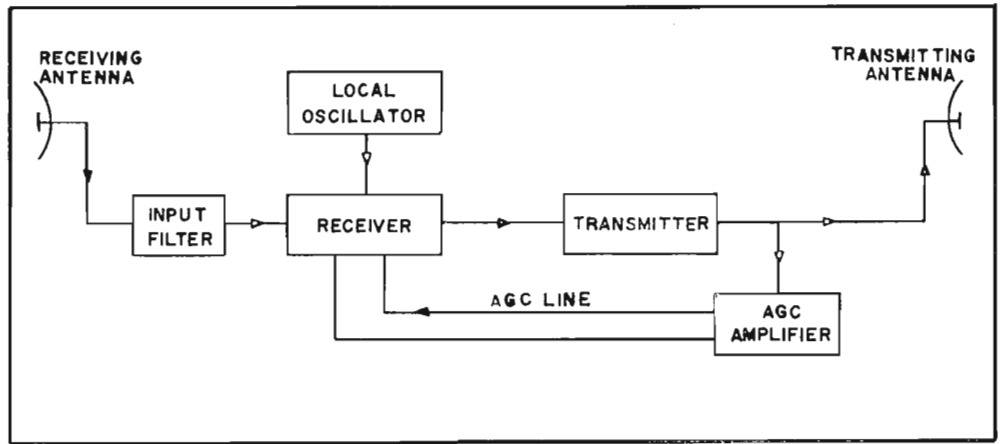 RECEIVING
ANTENNA
TRANSMITTING
ANTENNA
LOCAL
OSCILLATOR
INPUT
FILTER
RECEIVER
TRANSMITTER
AGC LINE
AGC
AMPLIFIER